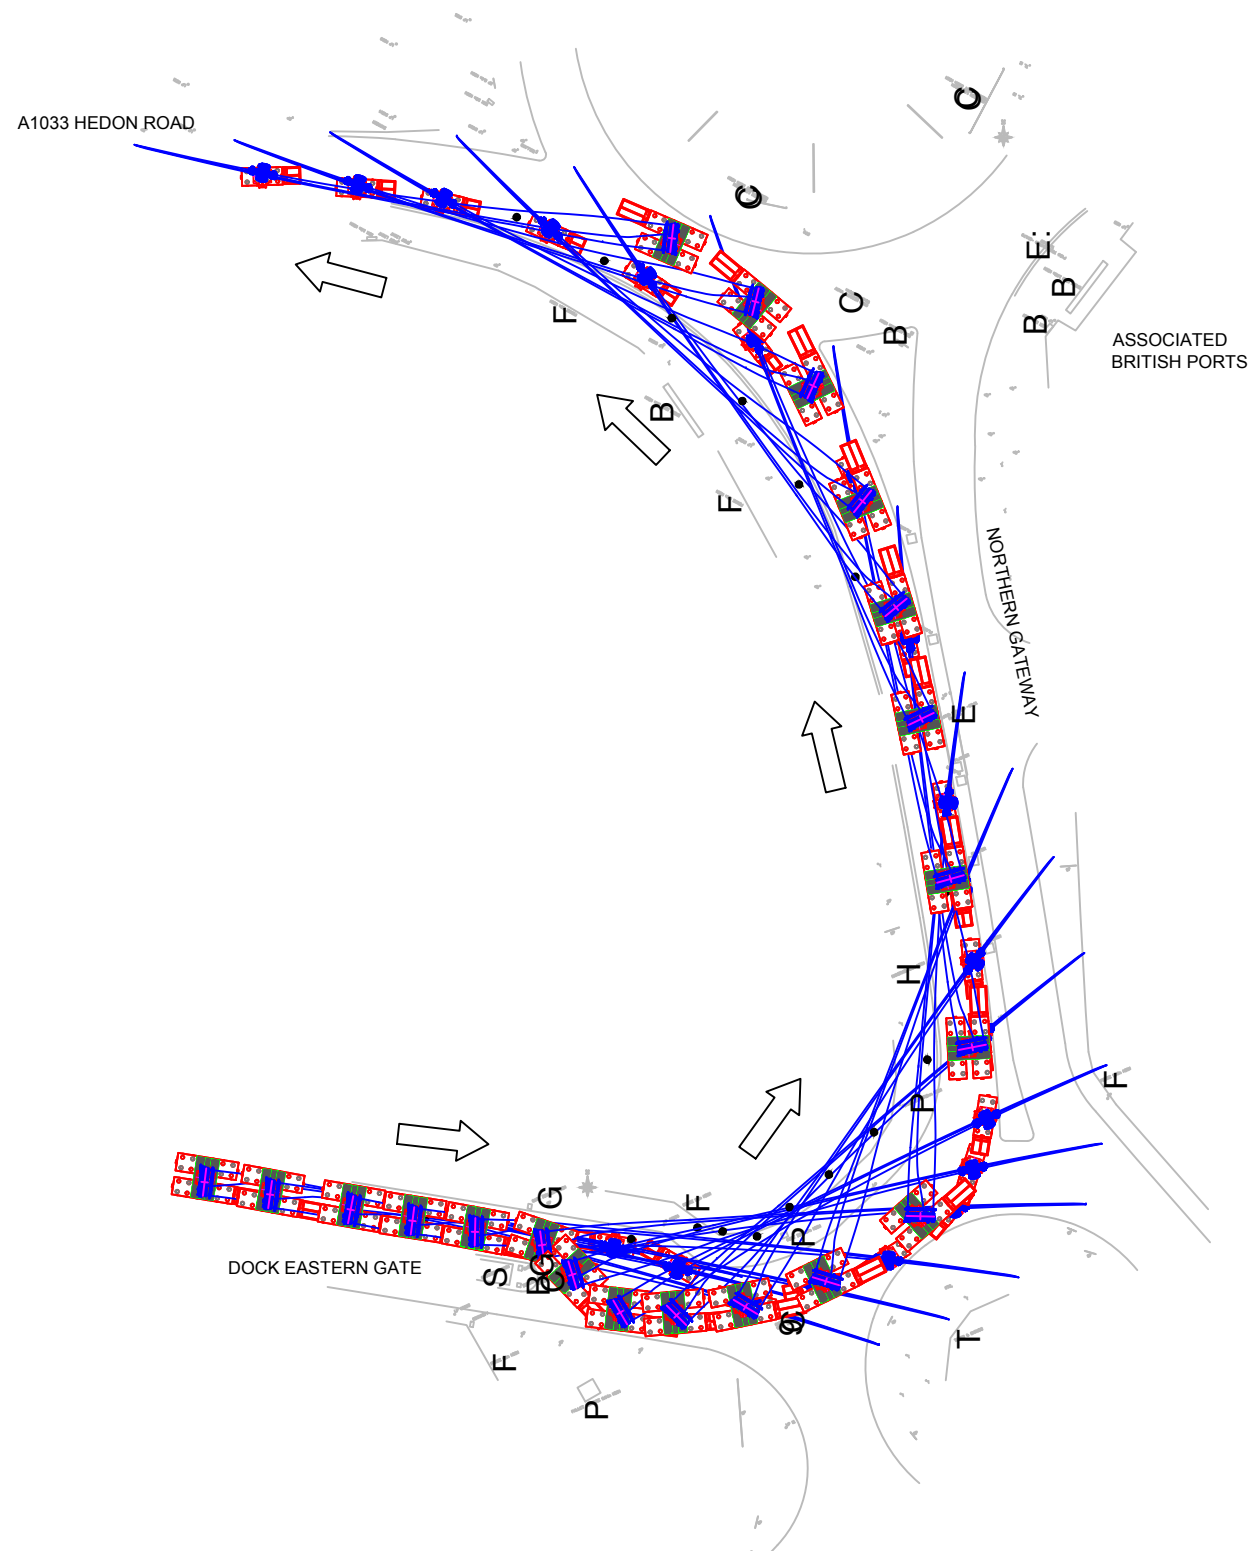 C
A1033 HEDON ROAD
C
E:
B
C
F
B
B
ASSOCIATED
BRITISH PORTS
B
F
NORTHERN GATEWAY
E
H
F
P
G
F
P
DOCK EASTERN GATE
S
B
G
T
F
P